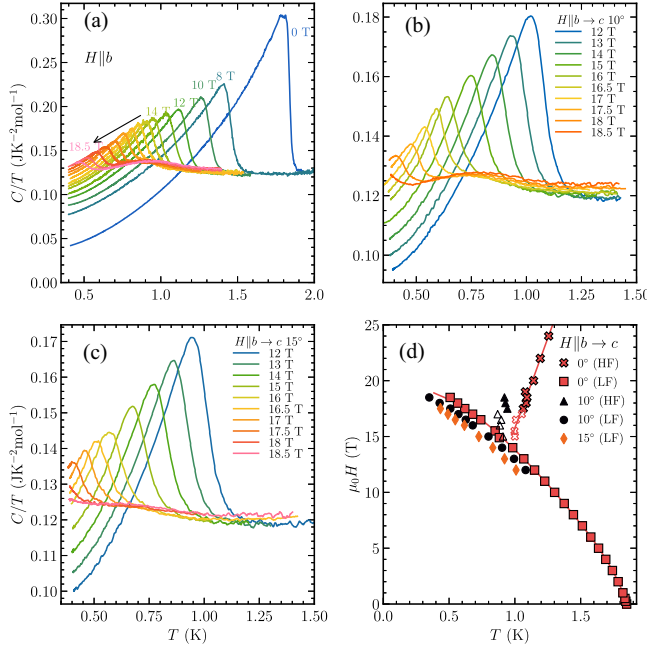 (a)
H∥b
0 T
8 T
10 T
12 T
14 T
18.5 T
C/T (JK⁻²mol⁻¹)
0.30
0.25
0.20
0.15
0.10
0.05
0.00
0.5 1.0 1.5 2.0
(b)
H∥b → c 10°
12 T
13 T
14 T
15 T
16 T
16.5 T
17 T
17.5 T
18 T
18.5 T
0.18
0.16
0.14
0.12
0.10
0.50 0.75 1.00 1.25 1.50
(c)
H∥b → c 15°
12 T
13 T
14 T
15 T
16 T
16.5 T
17 T
17.5 T
18 T
18.5 T
C/T (JK⁻²mol⁻¹)
0.17
0.16
0.15
0.14
0.13
0.12
0.11
0.10
0.50 0.75 1.00 1.25 1.50
T (K)
(d)
H∥b → c
0° (HF)
0° (LF)
10° (HF)
10° (LF)
15° (LF)
μ₀H (T)
25
20
15
10
5
0
0.0 0.5 1.0 1.5
T (K)